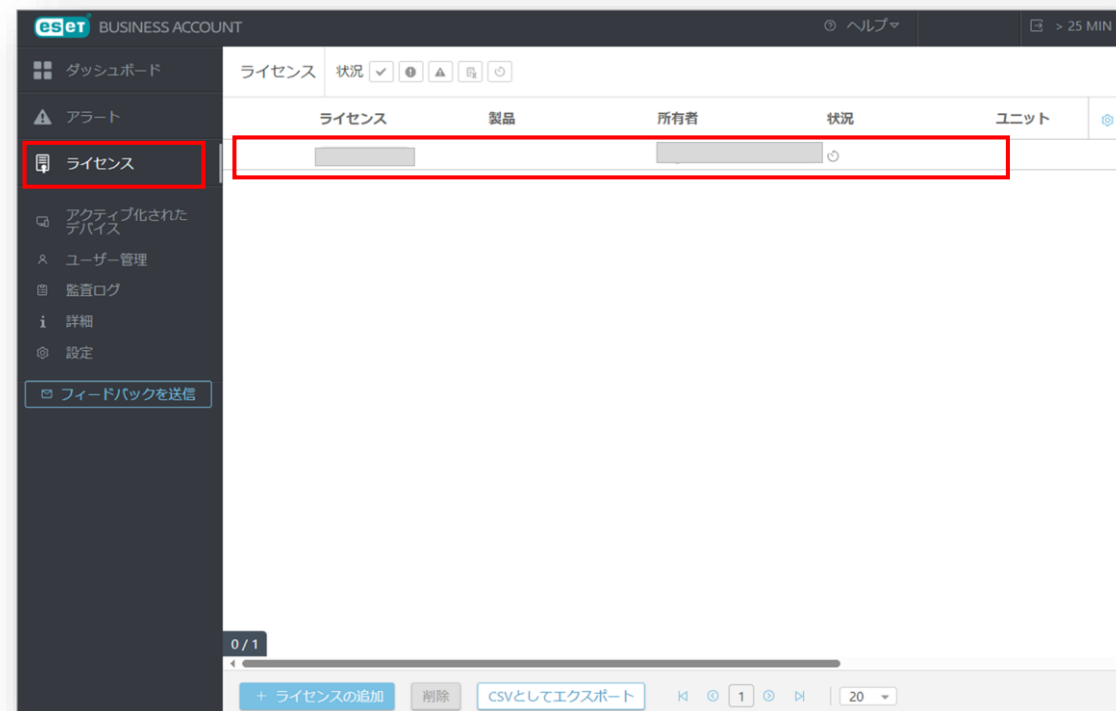 eset BUSINESS ACCOUNT
ヘルプ
> 25 MIN
ダッシュボード
アラート
ライセンス
アクティブ化された
デバイス
ユーザー管理
監査ログ
詳細
設定
フィードバックを送信
ライセンス 状況
ライセンス 製品 所有者 状況 ユニット
0 / 1
+ ライセンスの追加 削除 CSVとしてエクスポート 1 20